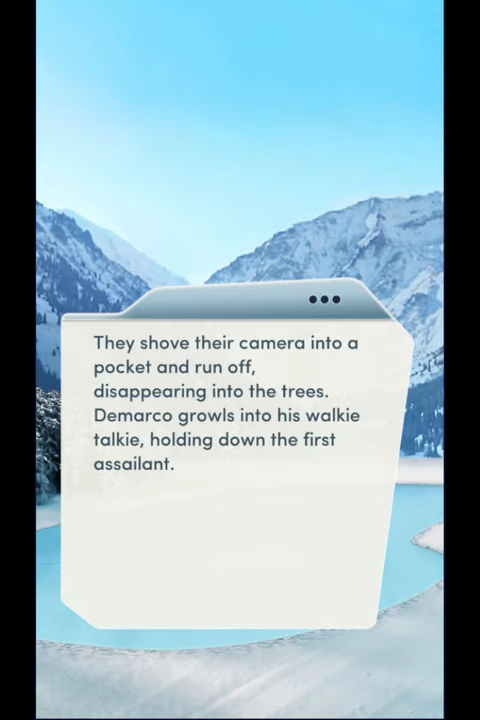 They shove their camera into a
pocket and run off,
disappearing into the trees.
Demarco growls into his walkie
talkie, holding down the first
assailant.